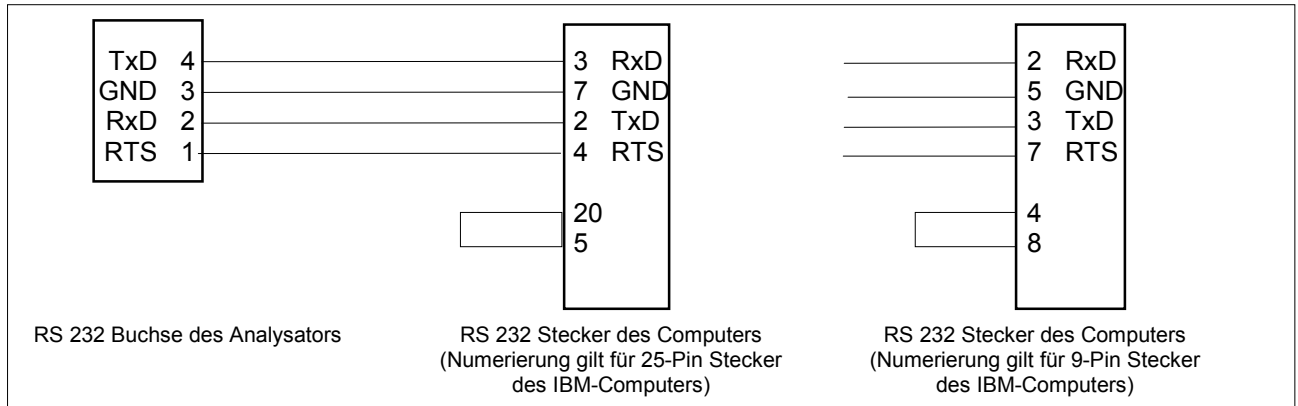 TxD 4
GND 3
RxD 2
RTS 1
3 RxD
7 GND
2 TxD
4 RTS
20
5
2 RxD
5 GND
3 TxD
7 RTS
4
8
RS 232 Buchse des Analysators
RS 232 Stecker des Computers
(Numerierung gilt für 25-Pin Stecker
des IBM-Computers)
RS 232 Stecker des Computers
(Numerierung gilt für 9-Pin Stecker
des IBM-Computers)